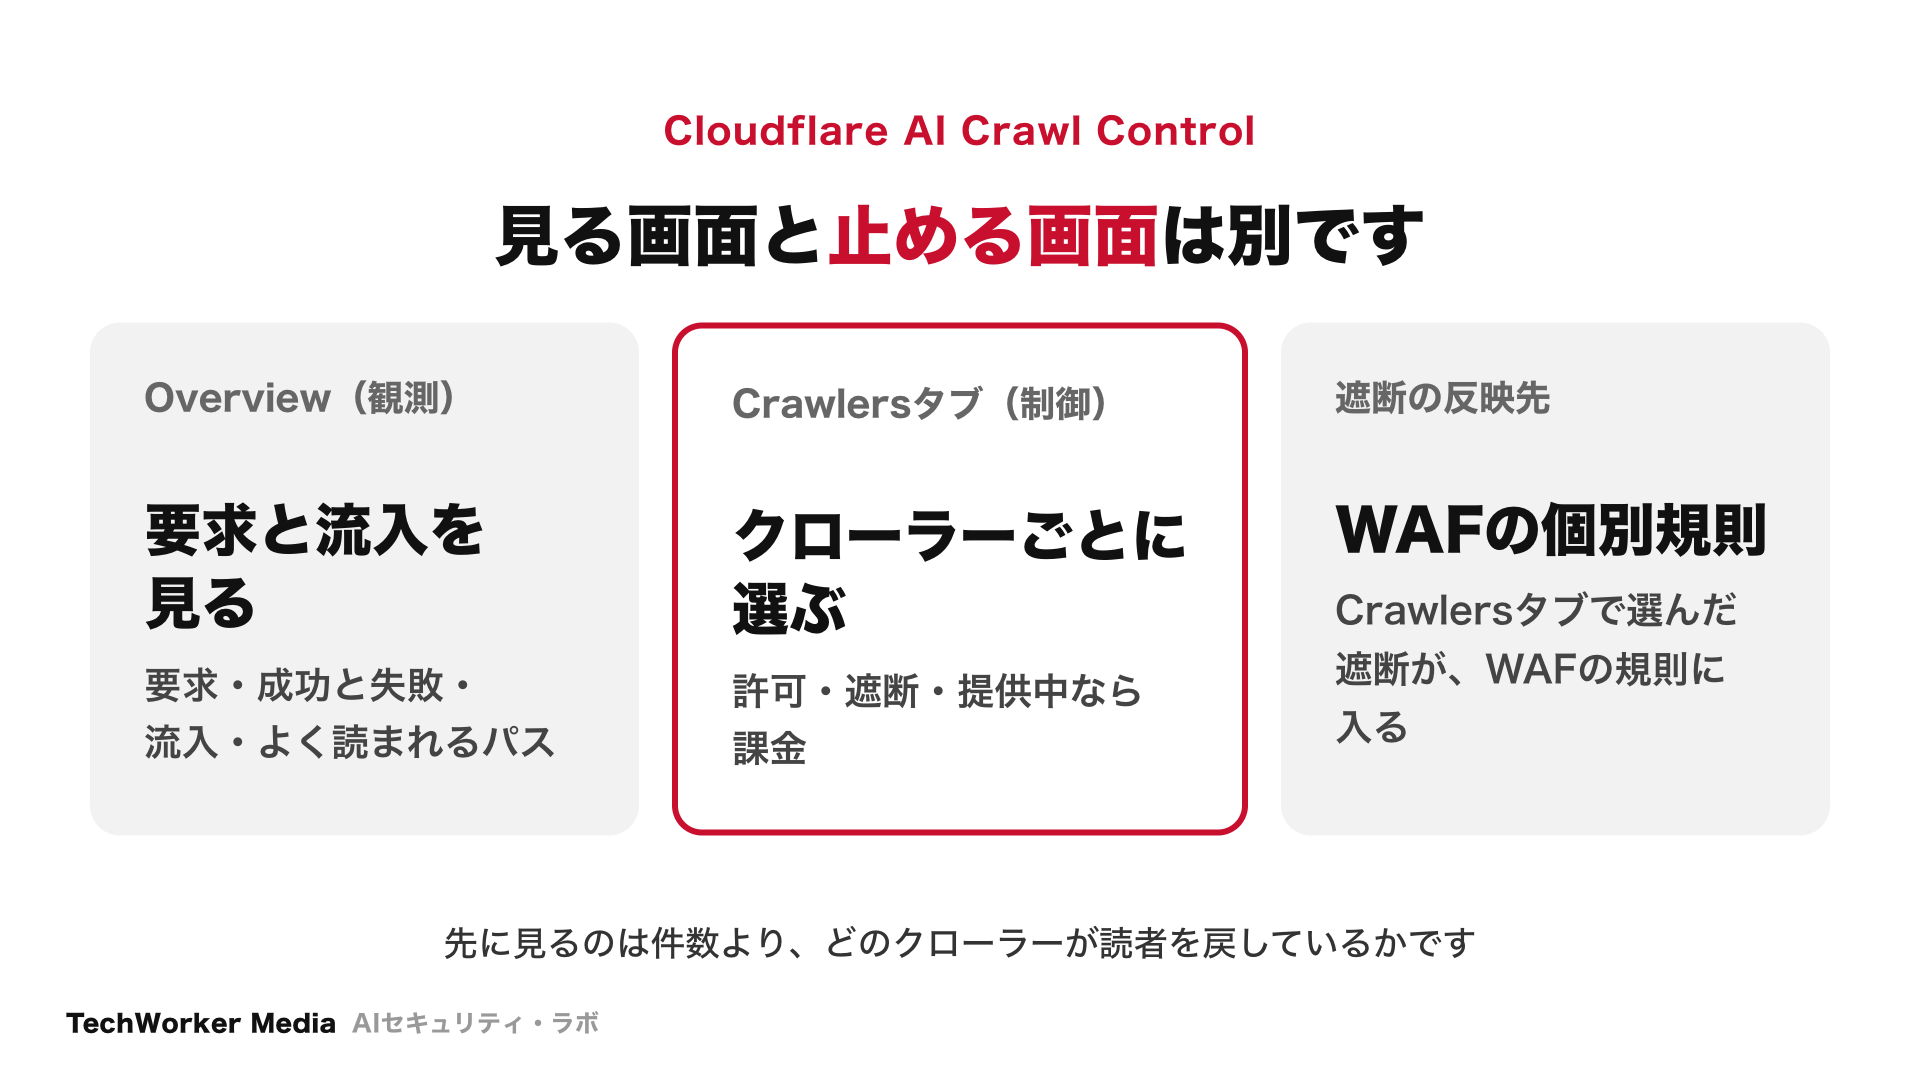 Cloudflare AI Crawl Control
見る画面と止める画面は別です
Overview（観測）
要求と流入を
見る
要求・成功と失敗・
流入・よく読まれるパス
Crawlersタブ（制御）
クローラーごとに
選ぶ
許可・遮断・提供中なら
課金
遮断の反映先
WAFの個別規則
Crawlersタブで選んだ
遮断が、WAFの規則に
入る
先に見るのは件数より、どのクローラーが読者を戻しているかです
TechWorker Media AIセキュリティ・ラボ